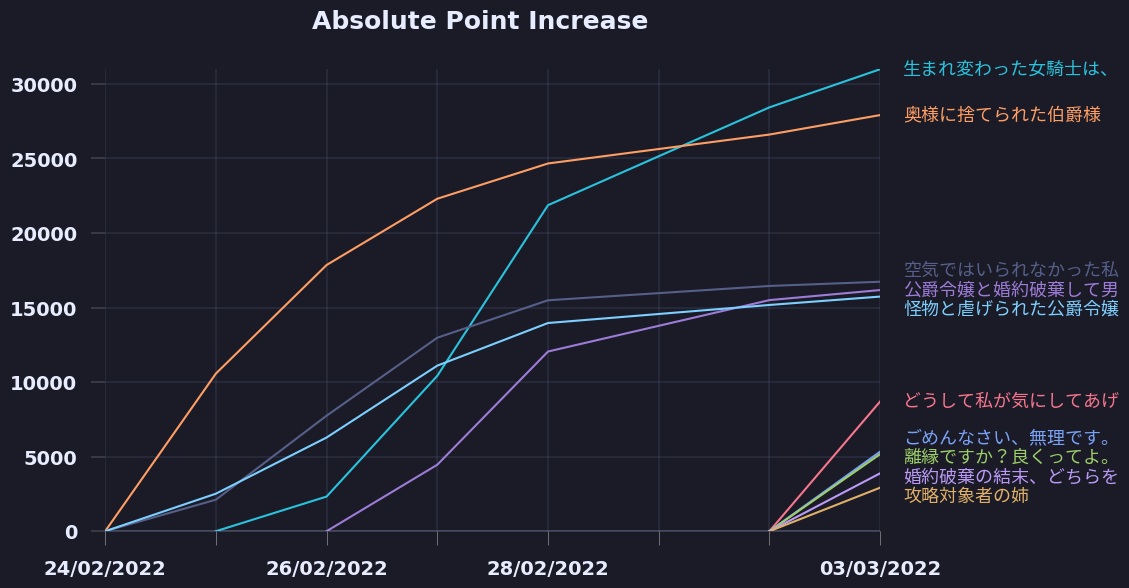 Absolute Point Increase
30000
25000
20000
15000
10000
5000
0
24/02/2022
26/02/2022
28/02/2022
03/03/2022
生まれ変わった女騎士は、
奥様に捨てられた伯爵様
空気ではいられなかった私
公爵令嬢と婚約破棄して男
怪物と虐げられた公爵令嬢
どうして私が気にしてあげ
ごめんなさい、無理です。
離縁ですか？良くってよ。
婚約破棄の結末、どちらを
攻略対象者の姉